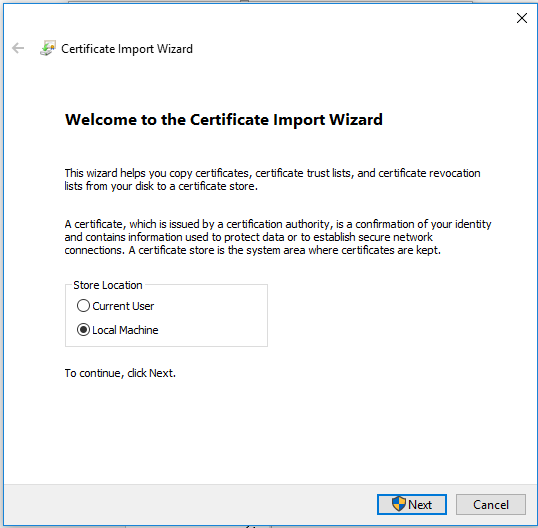 Certificate Import Wizard
Welcome to the Certificate Import Wizard
This wizard helps you copy certificates, certificate trust lists, and certificate revocation
lists from your disk to a certificate store.
A certificate, which is issued by a certification authority, is a confirmation of your identity
and contains information used to protect data or to establish secure network
connections. A certificate store is the system area where certificates are kept.
Store Location
Current User
Local Machine
To continue, click Next.
Next
Cancel